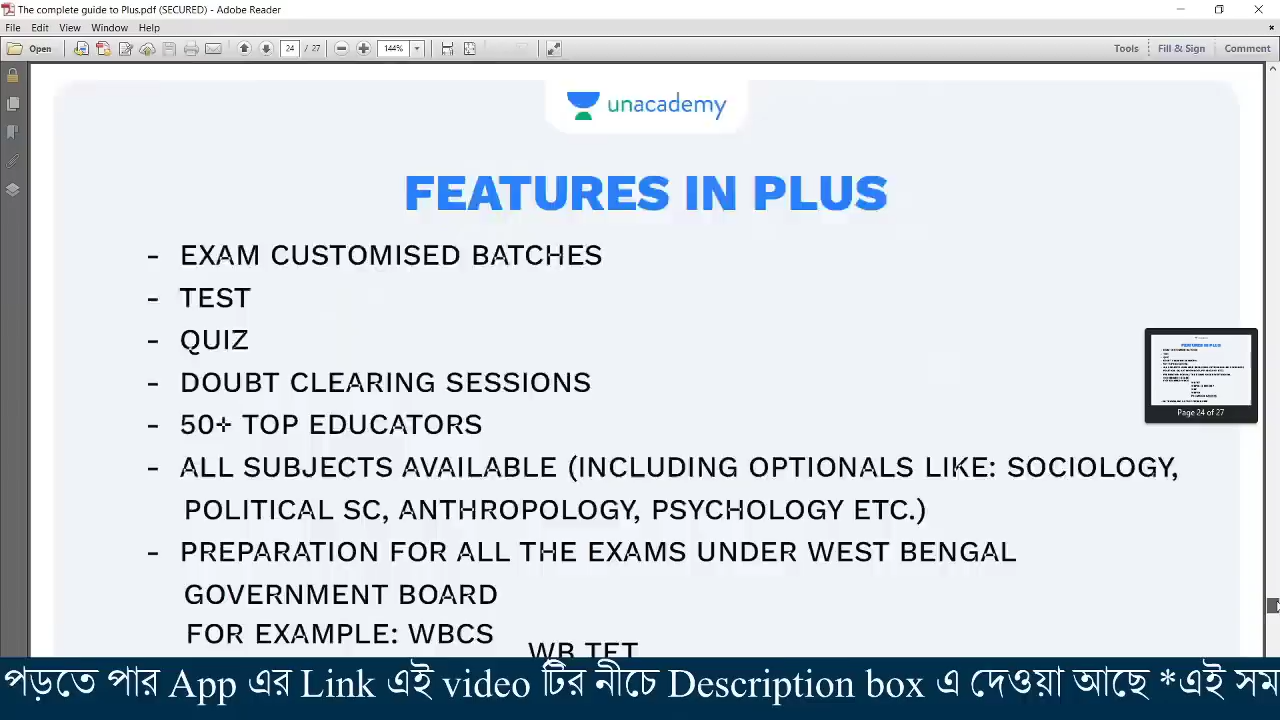 The complete guide to Plus.pdf (SECURED) - Adobe Reader
File Edit View Window Help
Open 24 / 27 144% Tools Fill & Sign Comment
unacademy
FEATURES IN PLUS
- EXAM CUSTOMISED BATCHES
- TEST
- QUIZ
- DOUBT CLEARING SESSIONS
- 50+ TOP EDUCATORS
- ALL SUBJECTS AVAILABLE (INCLUDING OPTIONALS LIKE: SOCIOLOGY,
POLITICAL SC, ANTHROPOLOGY, PSYCHOLOGY ETC.)
- PREPARATION FOR ALL THE EXAMS UNDER WEST BENGAL
GOVERNMENT BOARD
FOR EXAMPLE: WBCS
WB TET
FEATURES IN PLUS
Page 24 of 27
পড়তে পার App এর Link এই video টির নীচে Description box এ দেওয়া আছে *এই সম